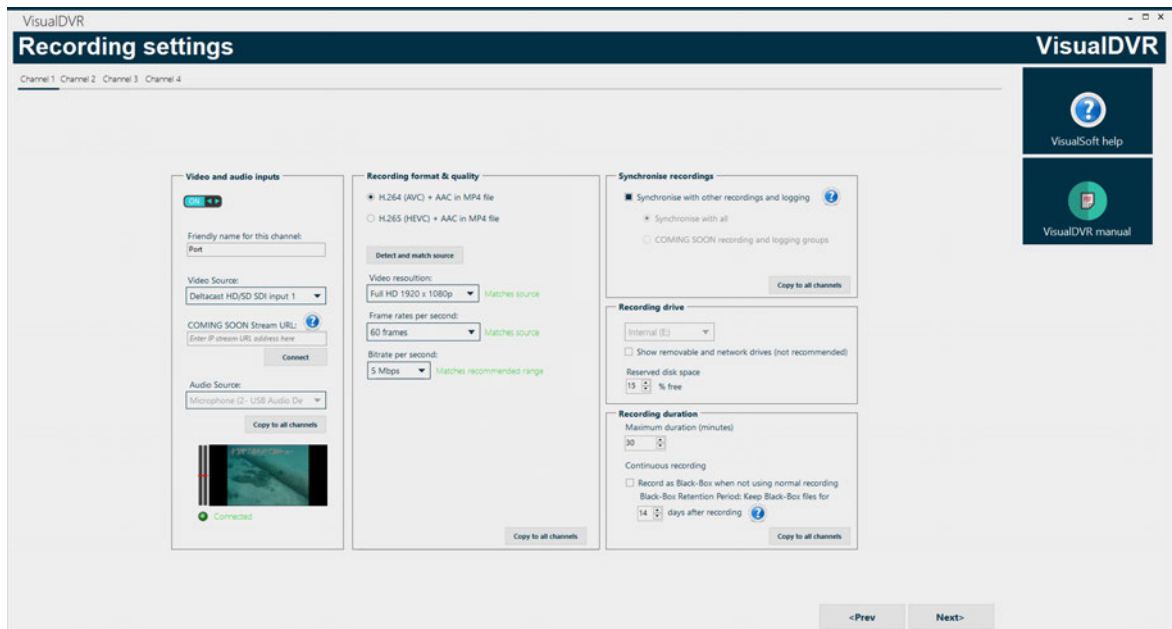 VisualDVR
Recording settings
VisualDVR
Channel 1 Channel 2 Channel 3 Channel 4
VisualSoft help
VisualDVR manual
Video and audio inputs
ON
Friendly name for this channel:
Port
Video Source:
Deltacast HD/SD SDI input 1
COMING SOON Stream URL:
Enter IP stream URL address here
Connect
Audio Source:
Microphone (2- USB Audio De
Copy to all channels
Connected
Recording format & quality
H.264 (AVC) + AAC in MP4 file
H.265 (HEVC) + AAC in MP4 file
Detect and match source
Video resoultion:
Full HD 1920 x 1080p
Matches source
Frame rates per second:
60 frames
Matches source
Bitrate per second:
5 Mbps
Matches recommended range
Copy to all channels
Synchronise recordings
Synchronise with other recordings and logging
Synchronise with all
COMING SOON recording and logging groups
Copy to all channels
Recording drive
Internal (E:)
Show removable and network drives (not recommended)
Reserved disk space
15 % free
Recording duration
Maximum duration (minutes)
30
Continuous recording
Record as Black-Box when not using normal recording
Black-Box Retention Period: Keep Black-Box files for
14 days after recording
Copy to all channels
<Prev
Next>